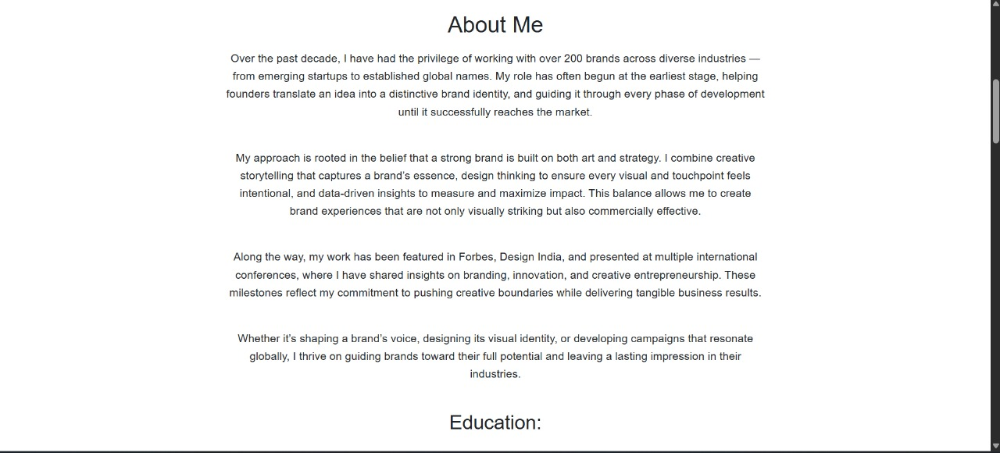 About Me
Over the past decade, I have had the privilege of working with over 200 brands across diverse industries —
from emerging startups to established global names. My role has often begun at the earliest stage, helping
founders translate an idea into a distinctive brand identity, and guiding it through every phase of development
until it successfully reaches the market.
My approach is rooted in the belief that a strong brand is built on both art and strategy. I combine creative
storytelling that captures a brand’s essence, design thinking to ensure every visual and touchpoint feels
intentional, and data-driven insights to measure and maximize impact. This balance allows me to create
brand experiences that are not only visually striking but also commercially effective.
Along the way, my work has been featured in Forbes, Design India, and presented at multiple international
conferences, where I have shared insights on branding, innovation, and creative entrepreneurship. These
milestones reflect my commitment to pushing creative boundaries while delivering tangible business results.
Whether it’s shaping a brand’s voice, designing its visual identity, or developing campaigns that resonate
globally, I thrive on guiding brands toward their full potential and leaving a lasting impression in their
industries.
Education: